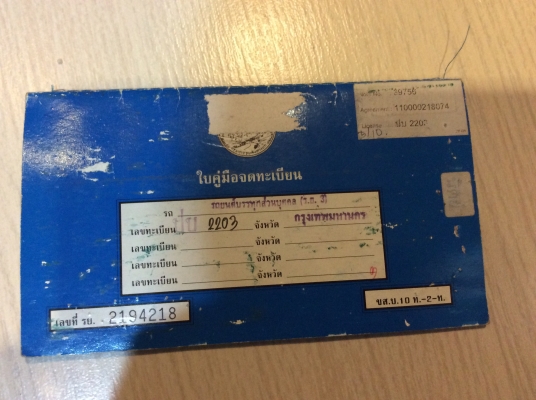 29756
Agreement 110000218074
2203
ใบคู่มือจดทะเบียน
รถ รถยนต์บรรทุกส่วนบุคคล (ร.ย. 3)
เลขทะเบียน 2203 จังหวัด กรุงเทพมหานคร
เลขทะเบียน จังหวัด
เลขทะเบียน จังหวัด
เลขทะเบียน จังหวัด
เลขที่ รย. 2194218
ขส.บ.10 ท.-2-ท.